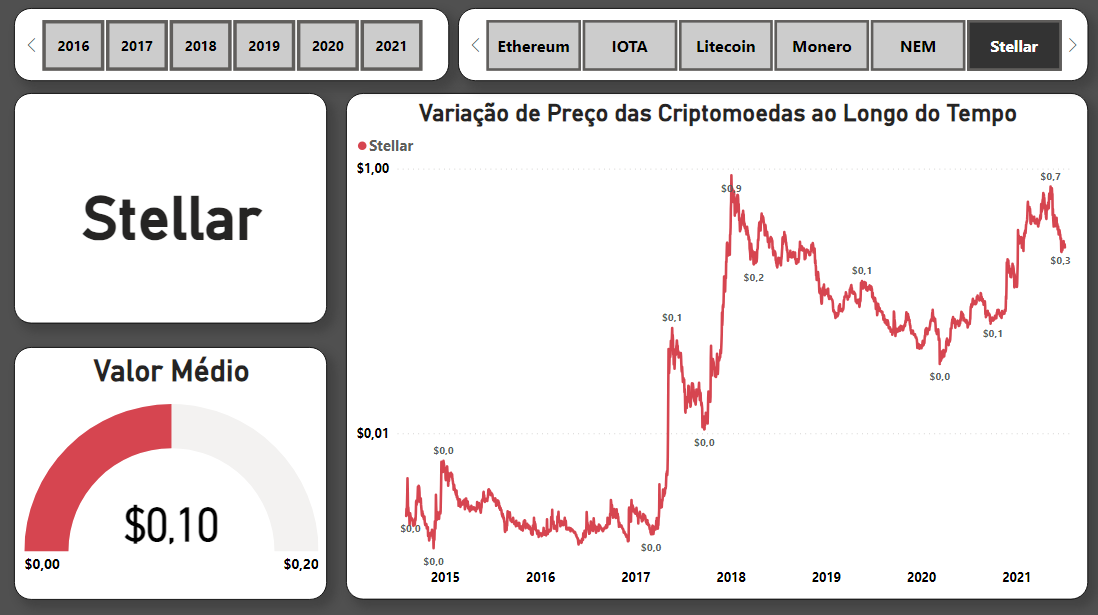 2016 2017 2018 2019 2020 2021
Ethereum IOTA Litecoin Monero NEM Stellar
Stellar
Valor Médio
$0,10
$0,00 $0,20
Variação de Preço das Criptomoedas ao Longo do Tempo
Stellar
$1,00
$0,01
$0,0
$0,0
$0,0
$0,0
$0,1
$0,0
$0,9
$0,2
$0,1
$0,0
$0,1
$0,7
$0,3
2015 2016 2017 2018 2019 2020 2021